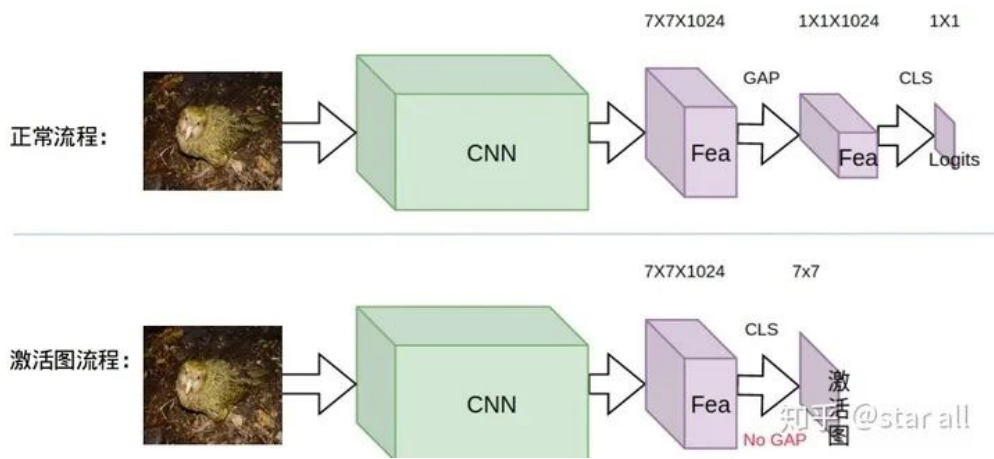 7X7X1024
1X1X1024
1X1
正常流程：
CNN
Fea
GAP
Fea
CLS
Logits
7X7X1024
7x7
激活图流程：
CNN
Fea
CLS
No GAP
激活图
知乎 @star all